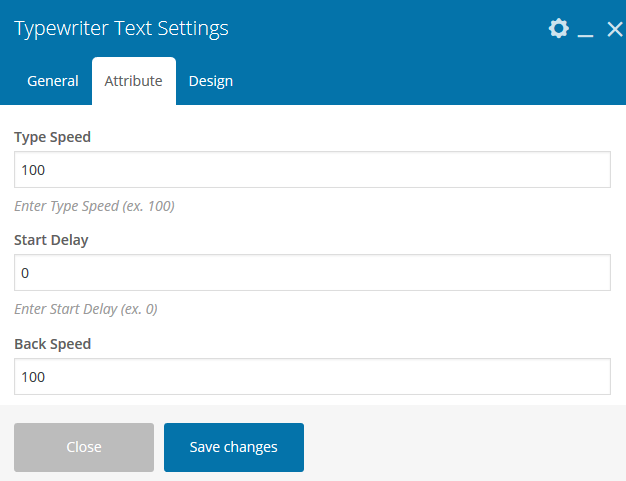 Typewriter Text Settings
General Attribute Design
Type Speed
100
Enter Type Speed (ex. 100)
Start Delay
0
Enter Start Delay (ex. 0)
Back Speed
100
Close Save changes